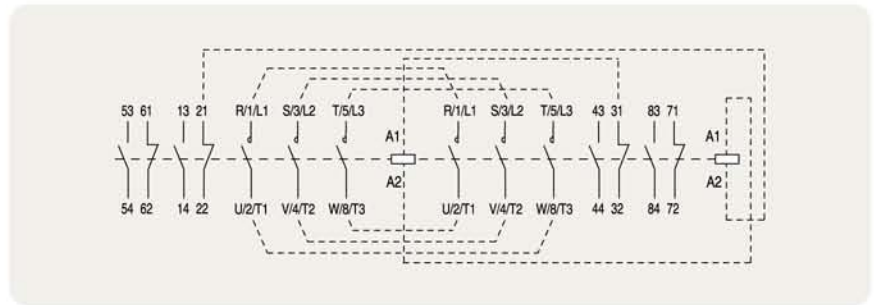 53 61 13 21 R/1/L1 S/3/L2 T/5/L3 R/1/L1 S/3/L2 T/5/L3 43 31 83 71
A1 A1
A2 A2
54 62 14 22 U/2/T1 V/4/T2 W/8/T3 U/2/T1 V/4/T2 W/8/T3 44 32 84 72